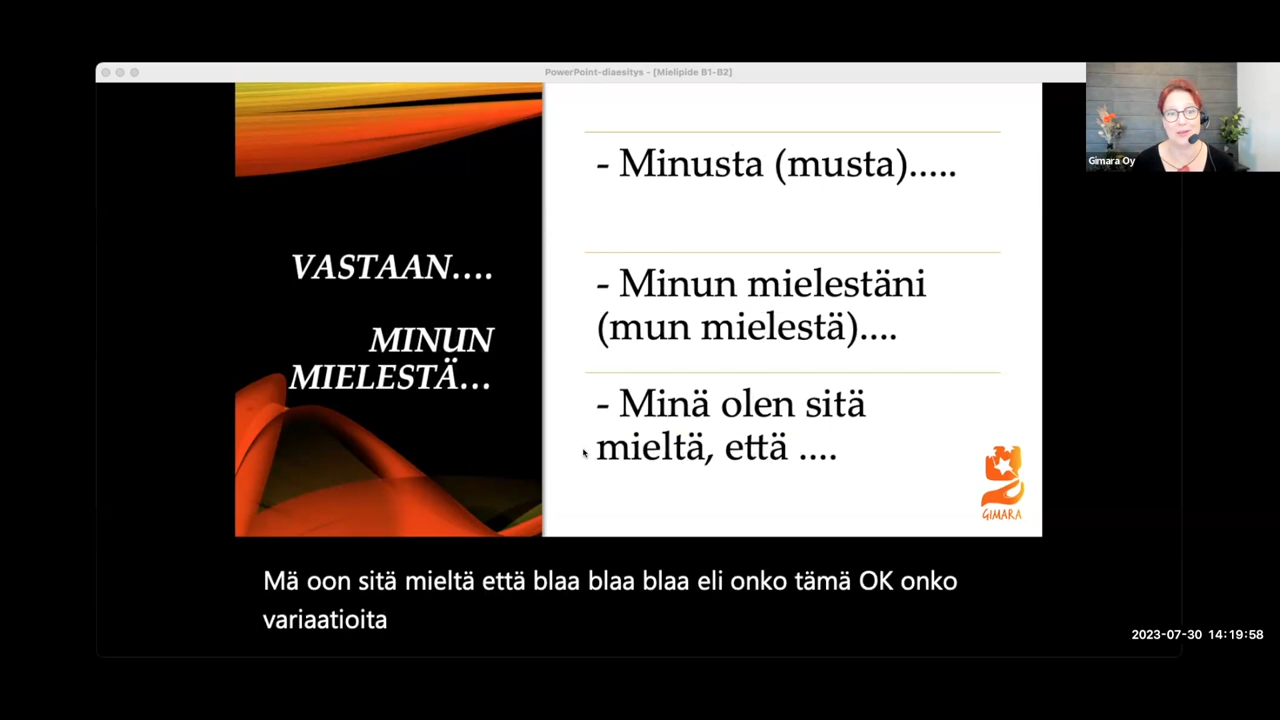 PowerPoint-diaesitys - [Mielipide B1-B2]
Gimara Oy
VASTAAN....
MINUN
MIELESTÄ...
- Minusta (musta).....
- Minun mielestäni
(mun mielestä)....
- Minä olen sitä
mieltä, että ....
GIMARA
Mä oon sitä mieltä että blaa blaa blaa eli onko tämä OK onko
variaatioita
2023-07-30 14:19:58